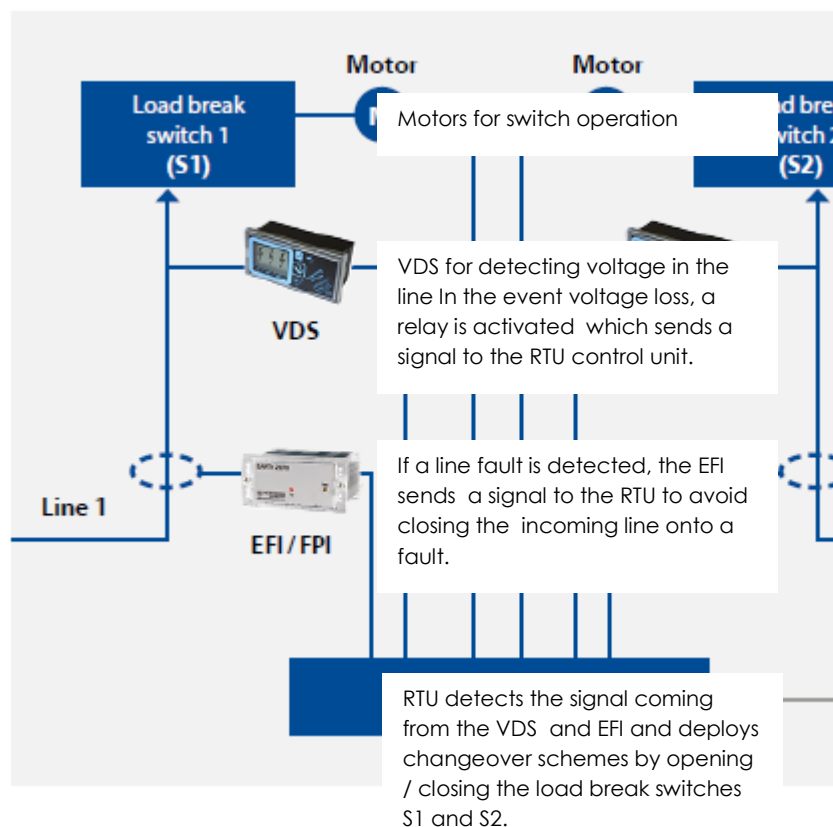 Motor
Motor
Load break
switch 1
(S1)
Motors for switch operation
(S2)
VDS for detecting voltage in the
line In the event voltage loss, a
relay is activated which sends a
signal to the RTU control unit.
VDS
If a line fault is detected, the EFI
sends a signal to the RTU to avoid
closing the incoming line onto a
fault.
Line 1
EFI / FPI
RTU detects the signal coming
from the VDS and EFI and deploys
changeover schemes by opening
/ closing the load break switches
S1 and S2.